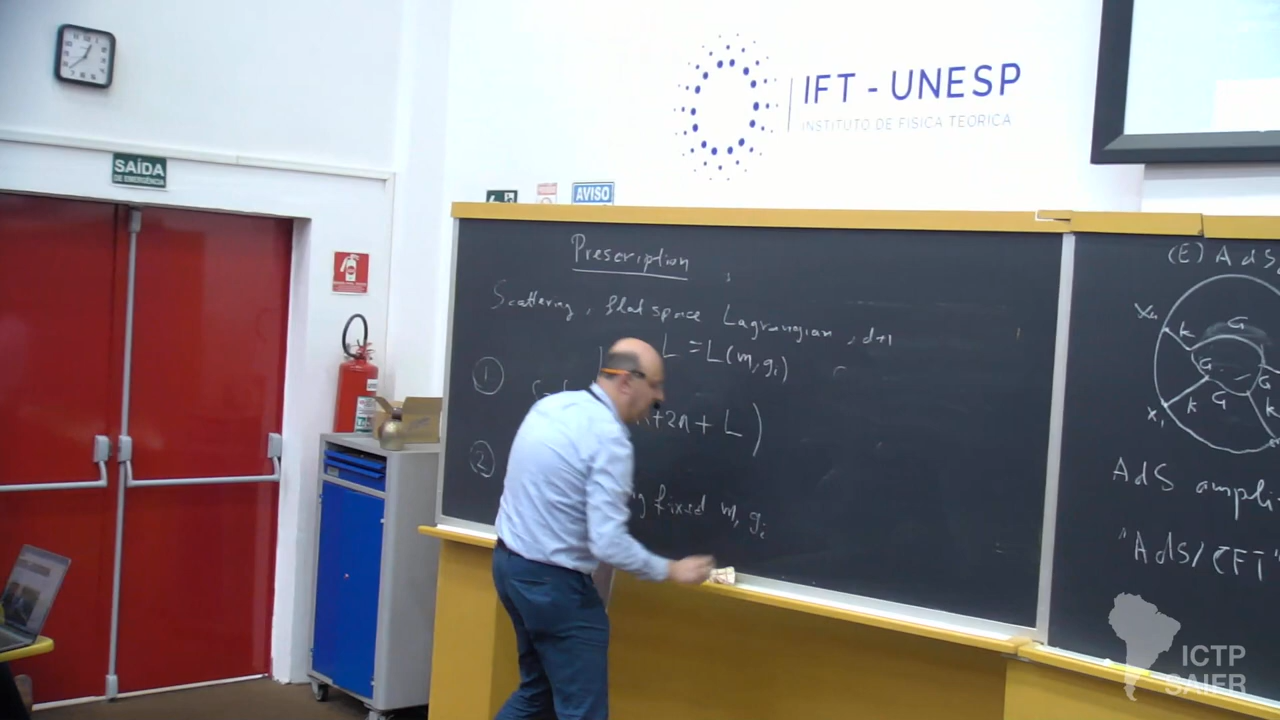 SAÍDA
DE EMERGÊNCIA
IFT - UNESP
INSTITUTO DE FÍSICA TEÓRICA
AVISO
Prescription
Scattering, flat space Lagrangian, d+1
L = L(m, gᵢ)
①
+2n + L )
②
fixed m, gᵢ
(E) AdS
X₄ K G
G G
X₁ K G K
AdS ampli
"AdS/CFT"
ICTP
SAIFR